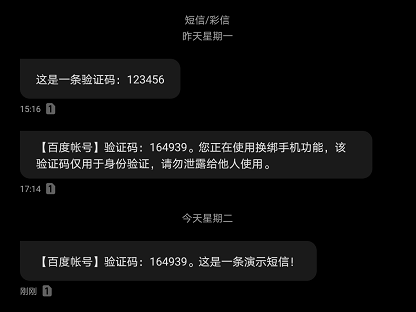 短信/彩信
昨天星期一
这是一条验证码：123456
15:16 1
【百度帐号】验证码：164939。您正在使用换绑手机功能，该
验证码仅用于身份验证，请勿泄露给他人使用。
17:14 1
今天星期二
【百度帐号】验证码：164939。这是一条演示短信！
刚刚 1